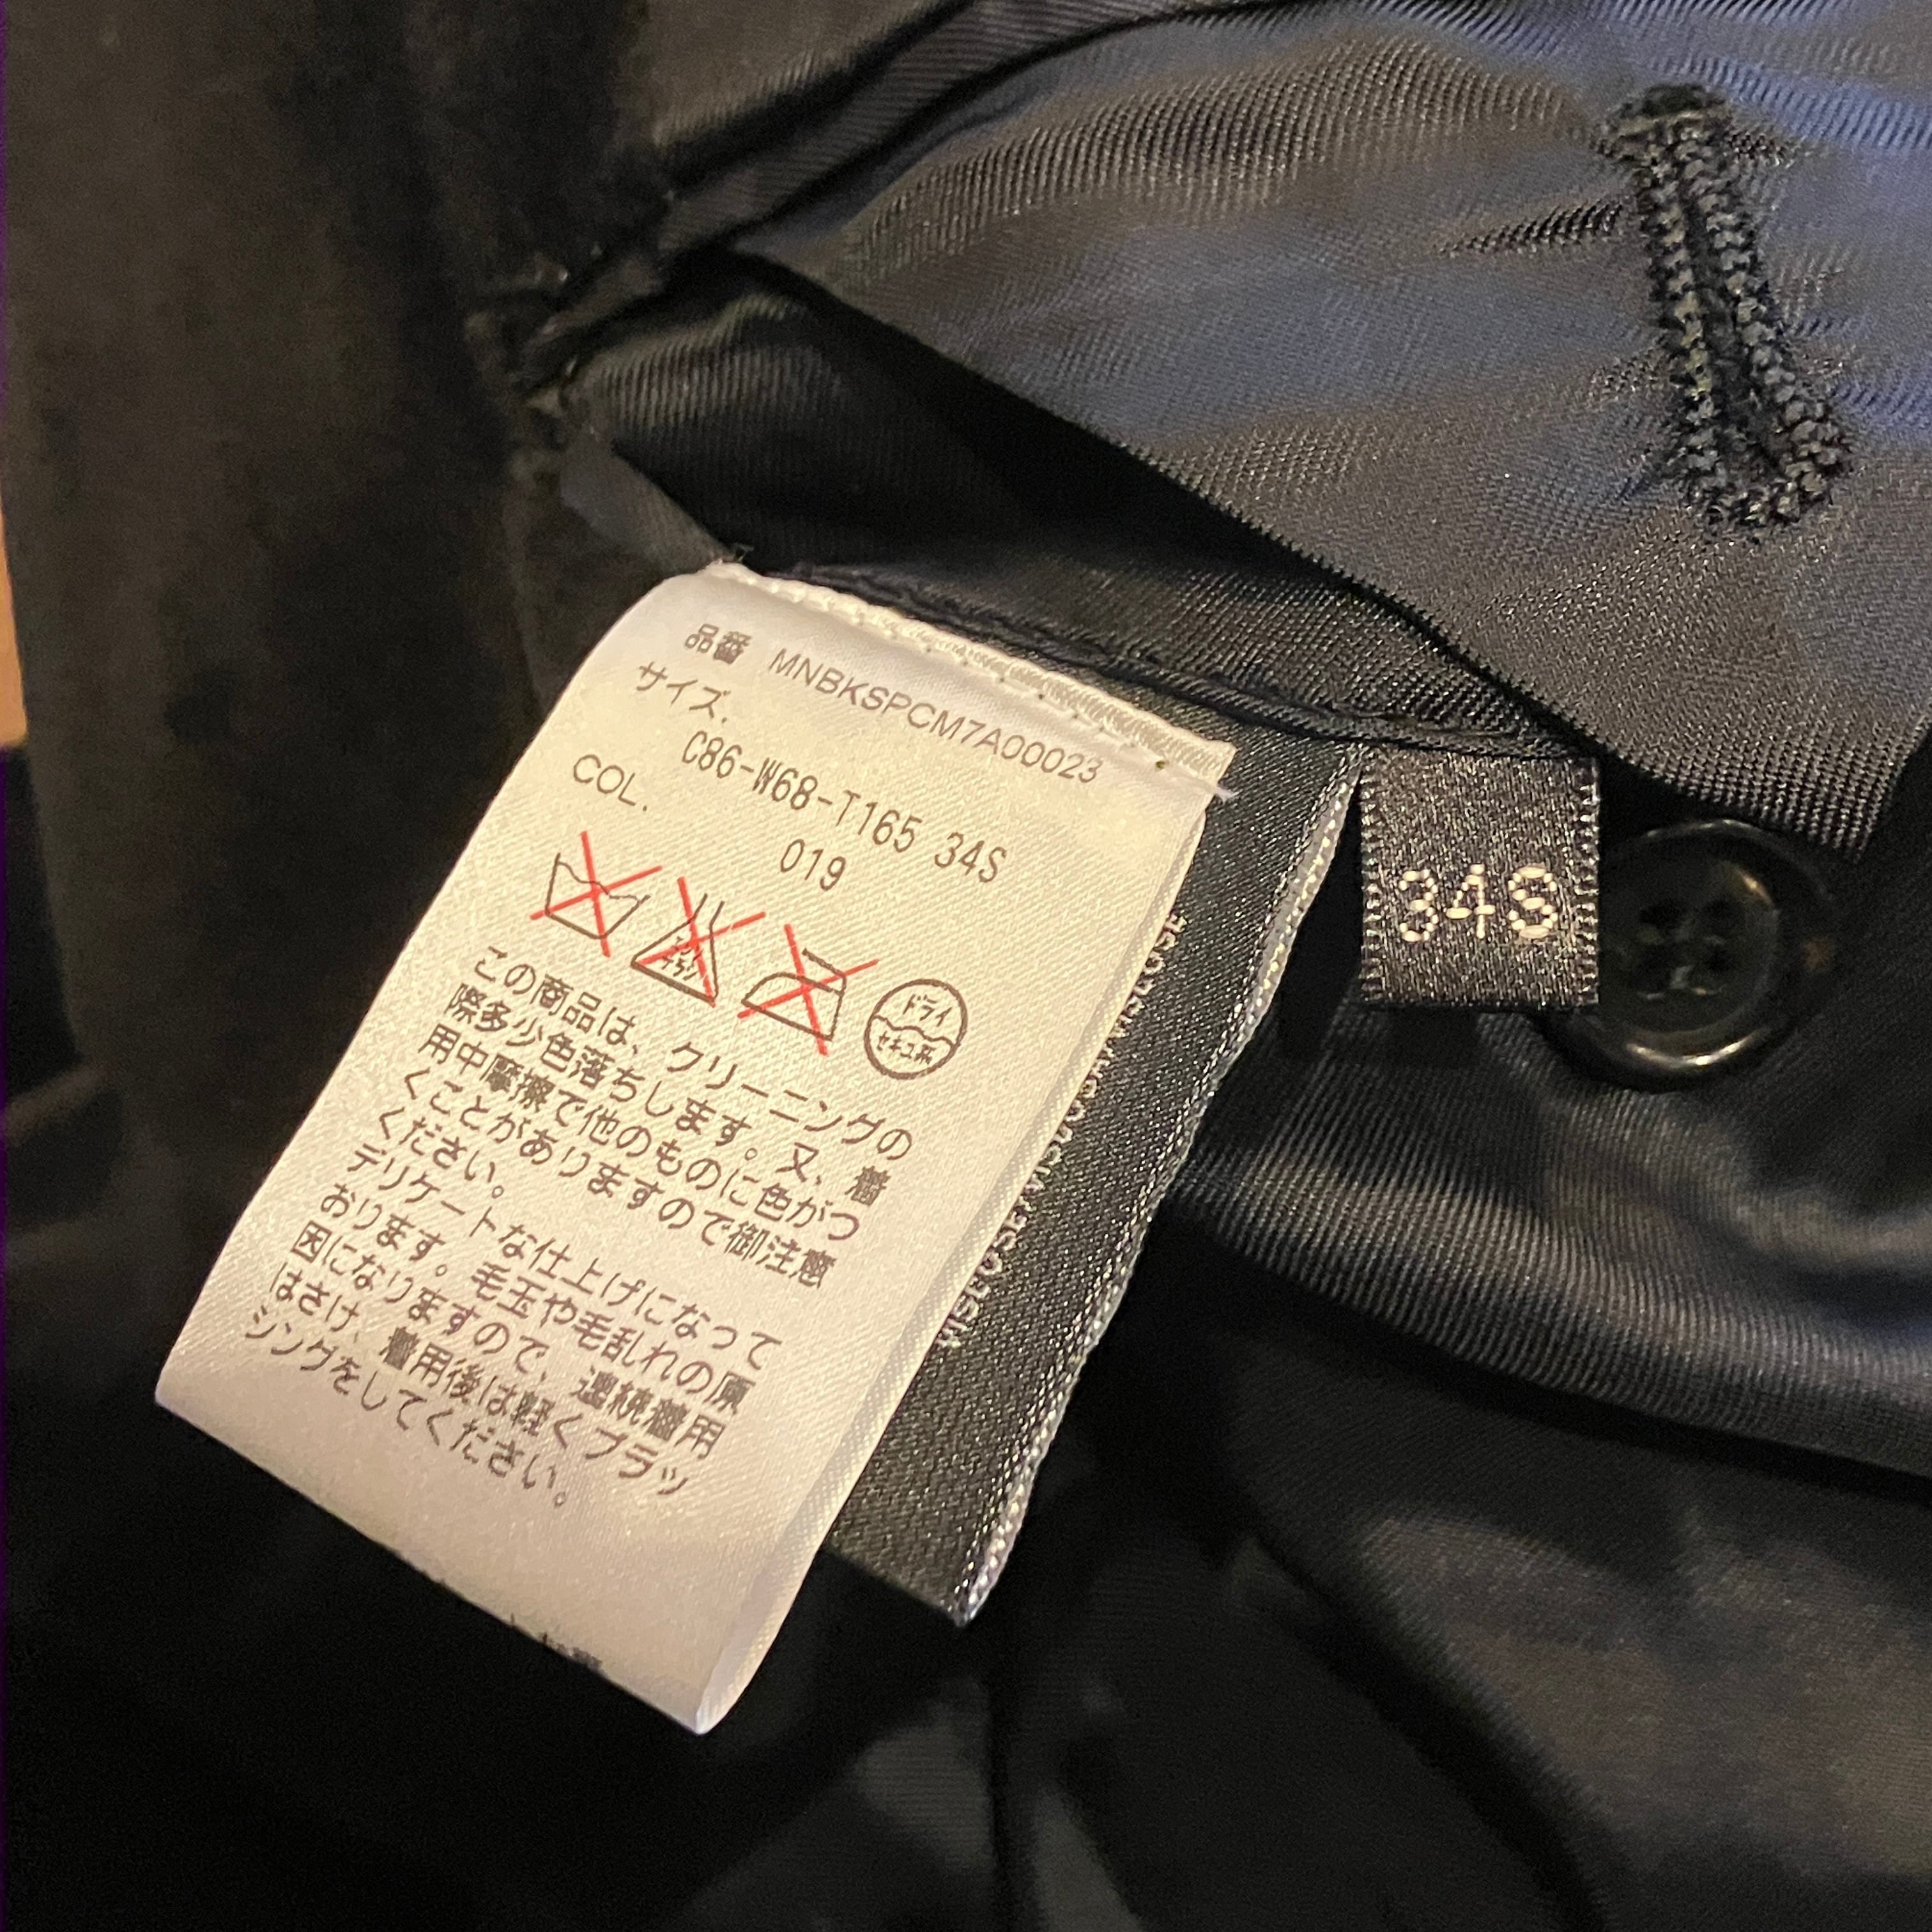 品番 MNBKSPCM7A00023
サイズ.
C86-W68-T165 34S
COL.
019
ドライ
セキユ系
この商品は、クリーニングの
際多少色落ちします。又、着
用中摩擦で他のものに色がつ
くことがありますので御注意
ください。
デリケートな仕上げになって
おります。毛玉や毛乱れの原
因になりますので、連続着用
はさけ、着用後は軽くブラッ
シングをしてください。
34S